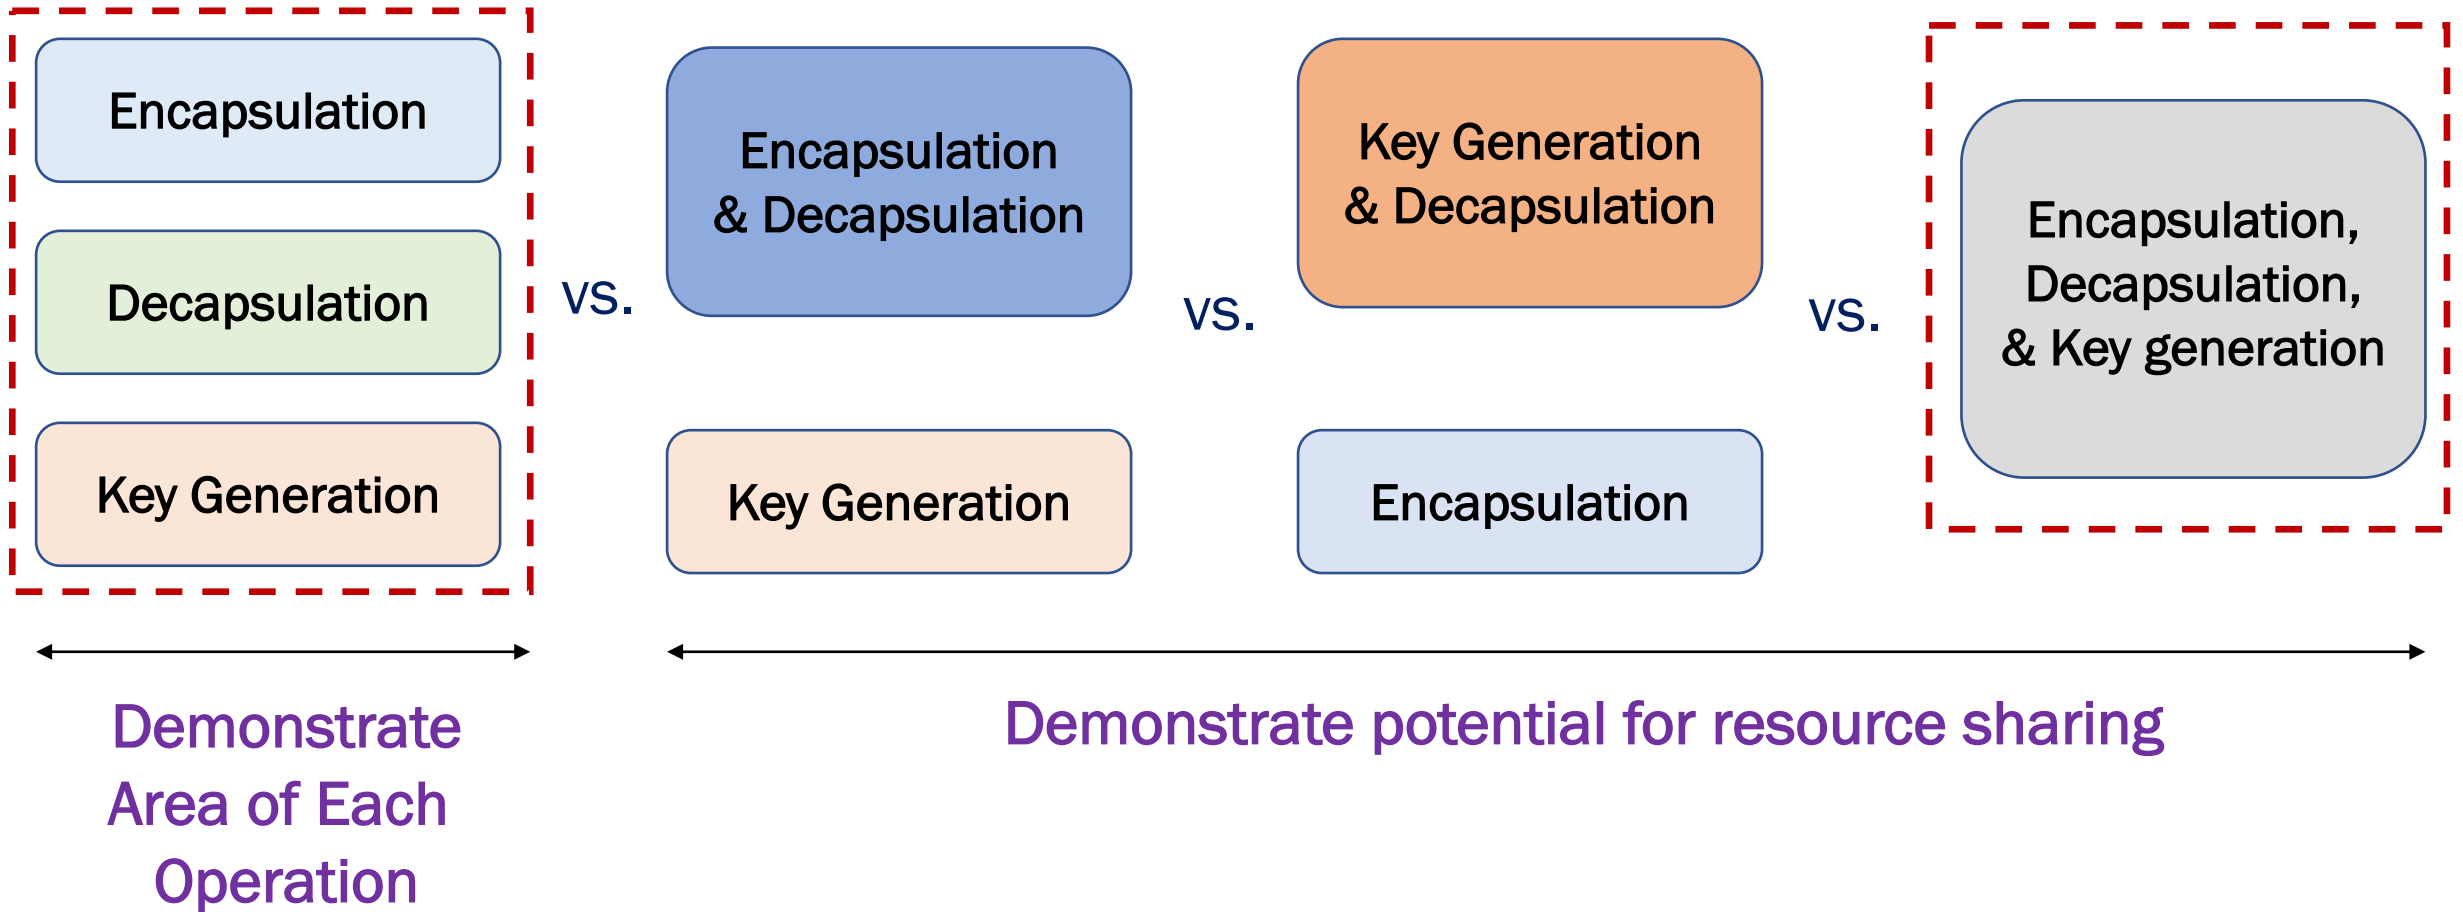 Encapsulation
Decapsulation
Key Generation
vs.
Encapsulation
& Decapsulation
Key Generation
vs.
Key Generation
& Decapsulation
Encapsulation
vs.
Encapsulation,
Decapsulation,
& Key generation
Demonstrate
Area of Each
Operation
Demonstrate potential for resource sharing